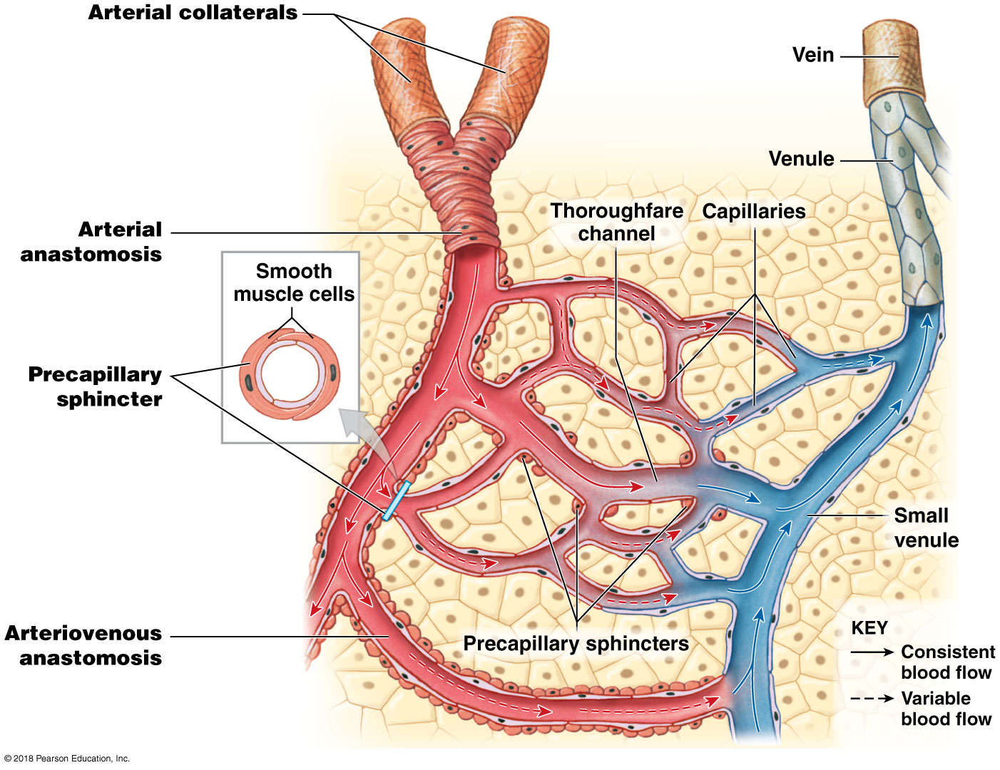 Arterial collaterals
Vein
Venule
Thoroughfare
channel
Capillaries
Arterial
anastomosis
Smooth
muscle cells
Precapillary
sphincter
Small
venule
Arteriovenous
anastomosis
Precapillary sphincters
KEY
Consistent
blood flow
Variable
blood flow
© 2018 Pearson Education, Inc.